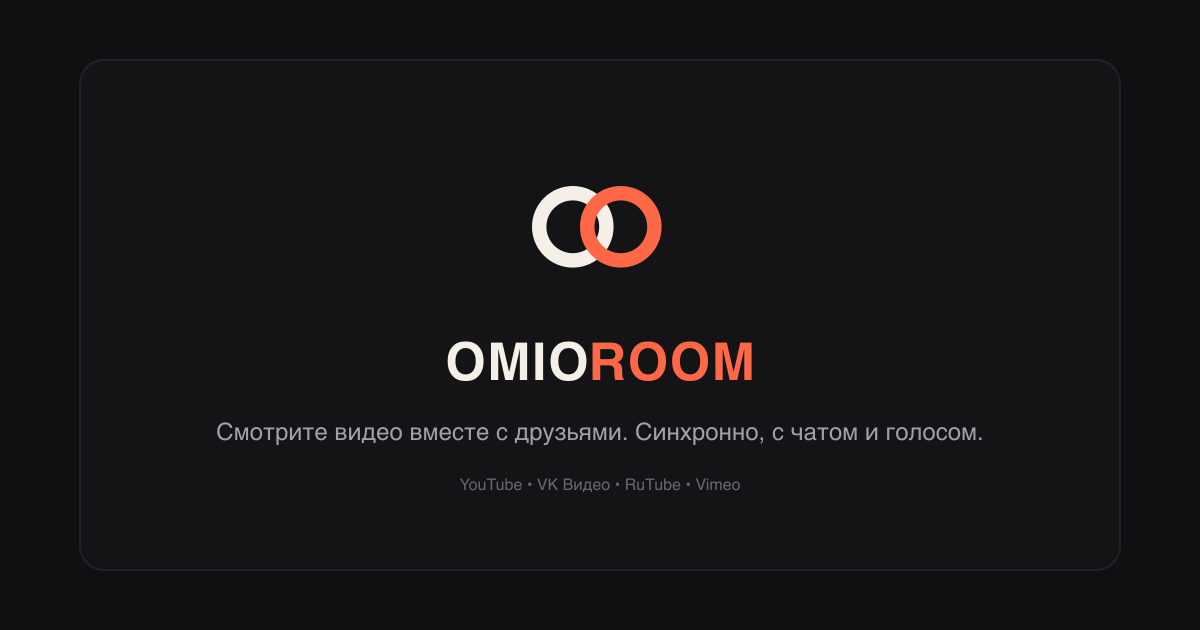 OMIOROOM
Смотрите видео вместе с друзьями. Синхронно, с чатом и голосом.
YouTube • VK Видео • RuTube • Vimeo